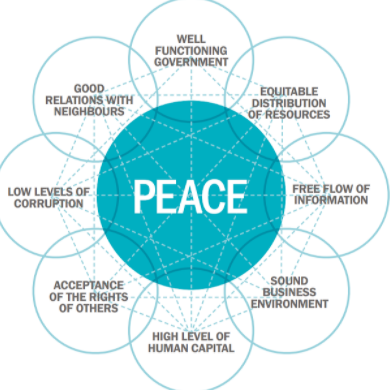 WELL
FUNCTIONING
GOVERNMENT
GOOD
RELATIONS WITH
NEIGHBOURS
EQUITABLE
DISTRIBUTION
OF RESOURCES
LOW LEVELS OF
CORRUPTION
PEACE
FREE FLOW OF
INFORMATION
ACCEPTANCE
OF THE RIGHTS
OF OTHERS
SOUND
BUSINESS
ENVIRONMENT
HIGH LEVEL OF
HUMAN CAPITAL